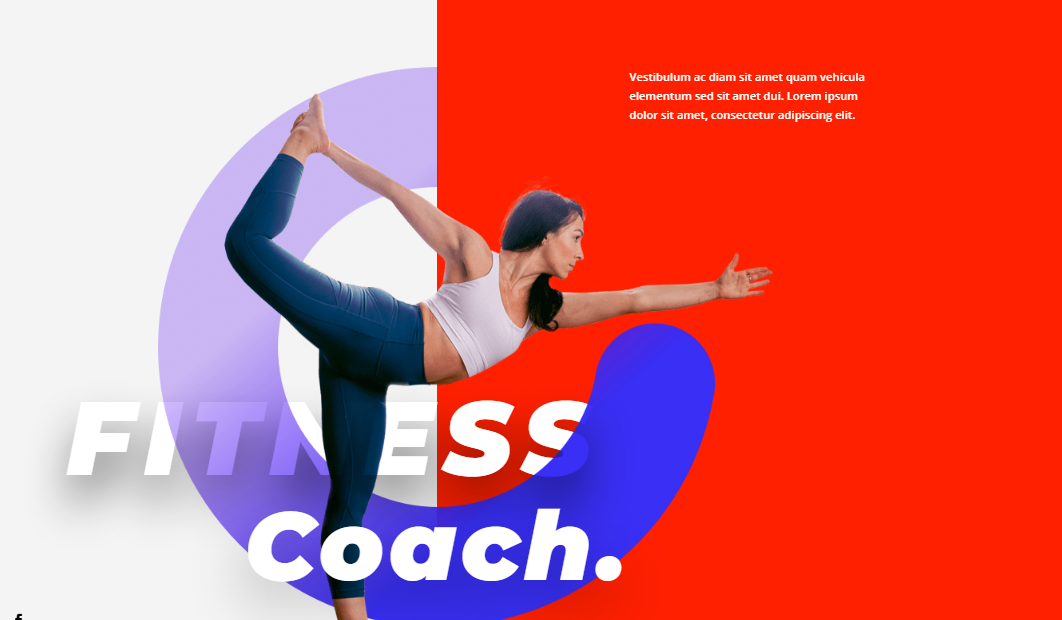 Vestibulum ac diam sit amet quam vehicula
elementum sed sit amet dui. Lorem ipsum
dolor sit amet, consectetur adipiscing elit.
FITNESS
Coach.